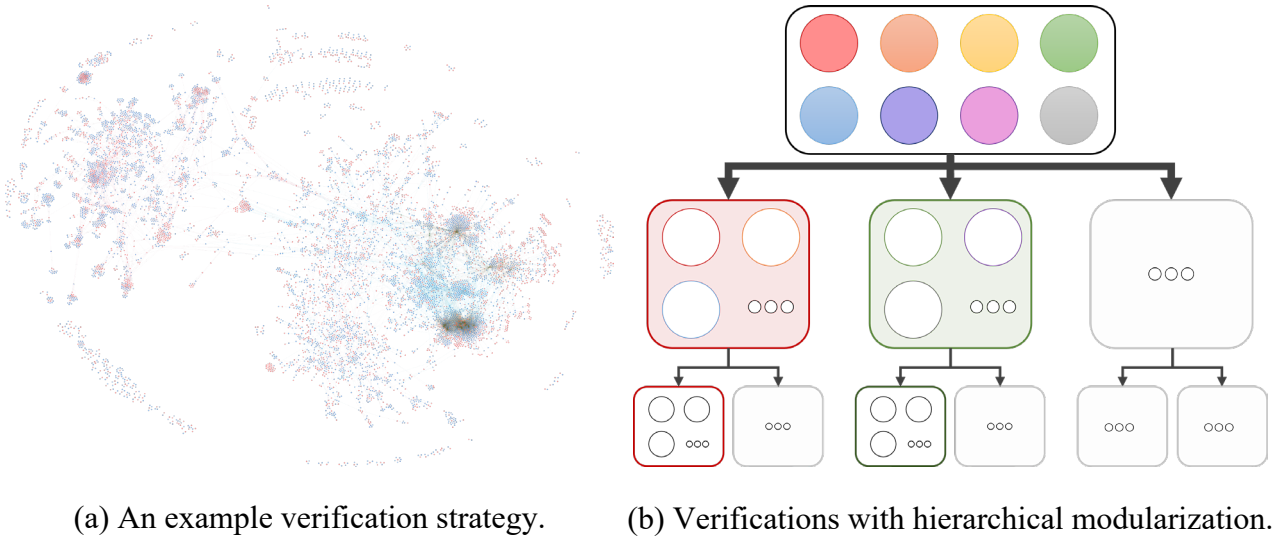 (a) An example verification strategy.
(b) Verifications with hierarchical modularization.